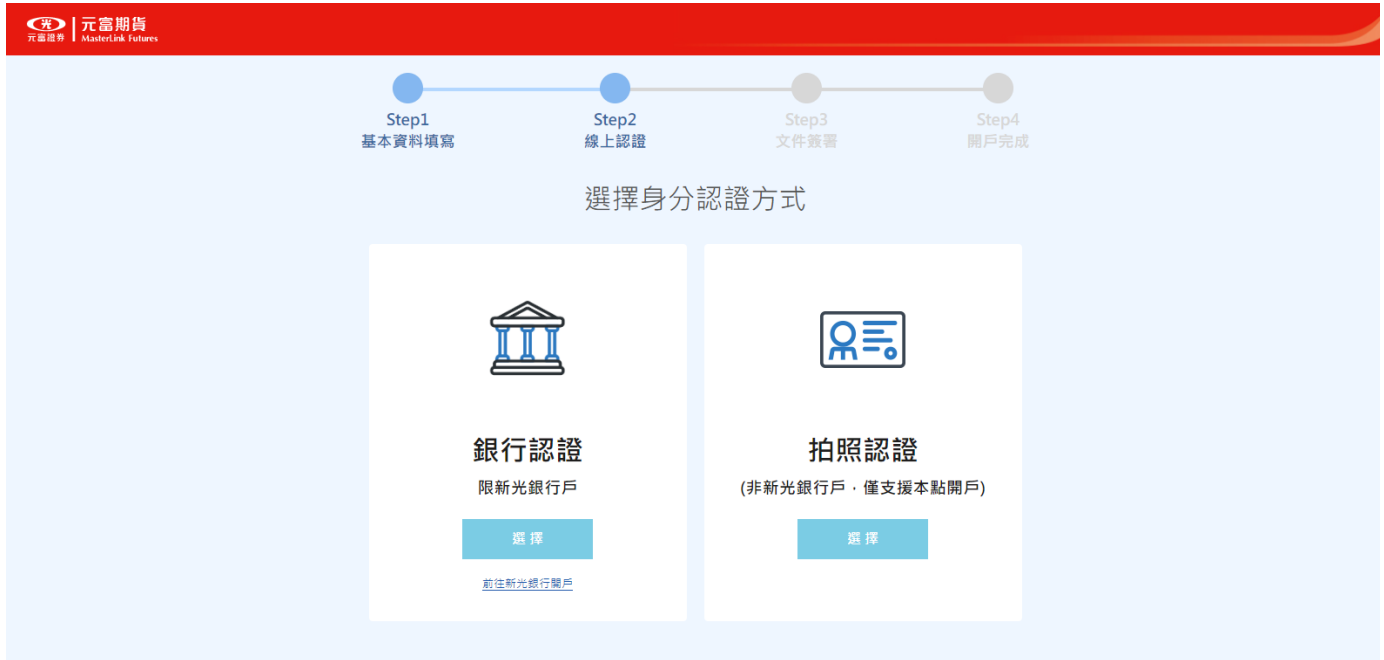 光
元富證券
元富期貨
MasterLink Futures
Step1
基本資料填寫
Step2
線上認證
Step3
文件簽署
Step4
開戶完成
選擇身分認證方式
銀行認證
限新光銀行戶
選擇
前往新光銀行開戶
拍照認證
(非新光銀行戶，僅支援本點開戶)
選擇